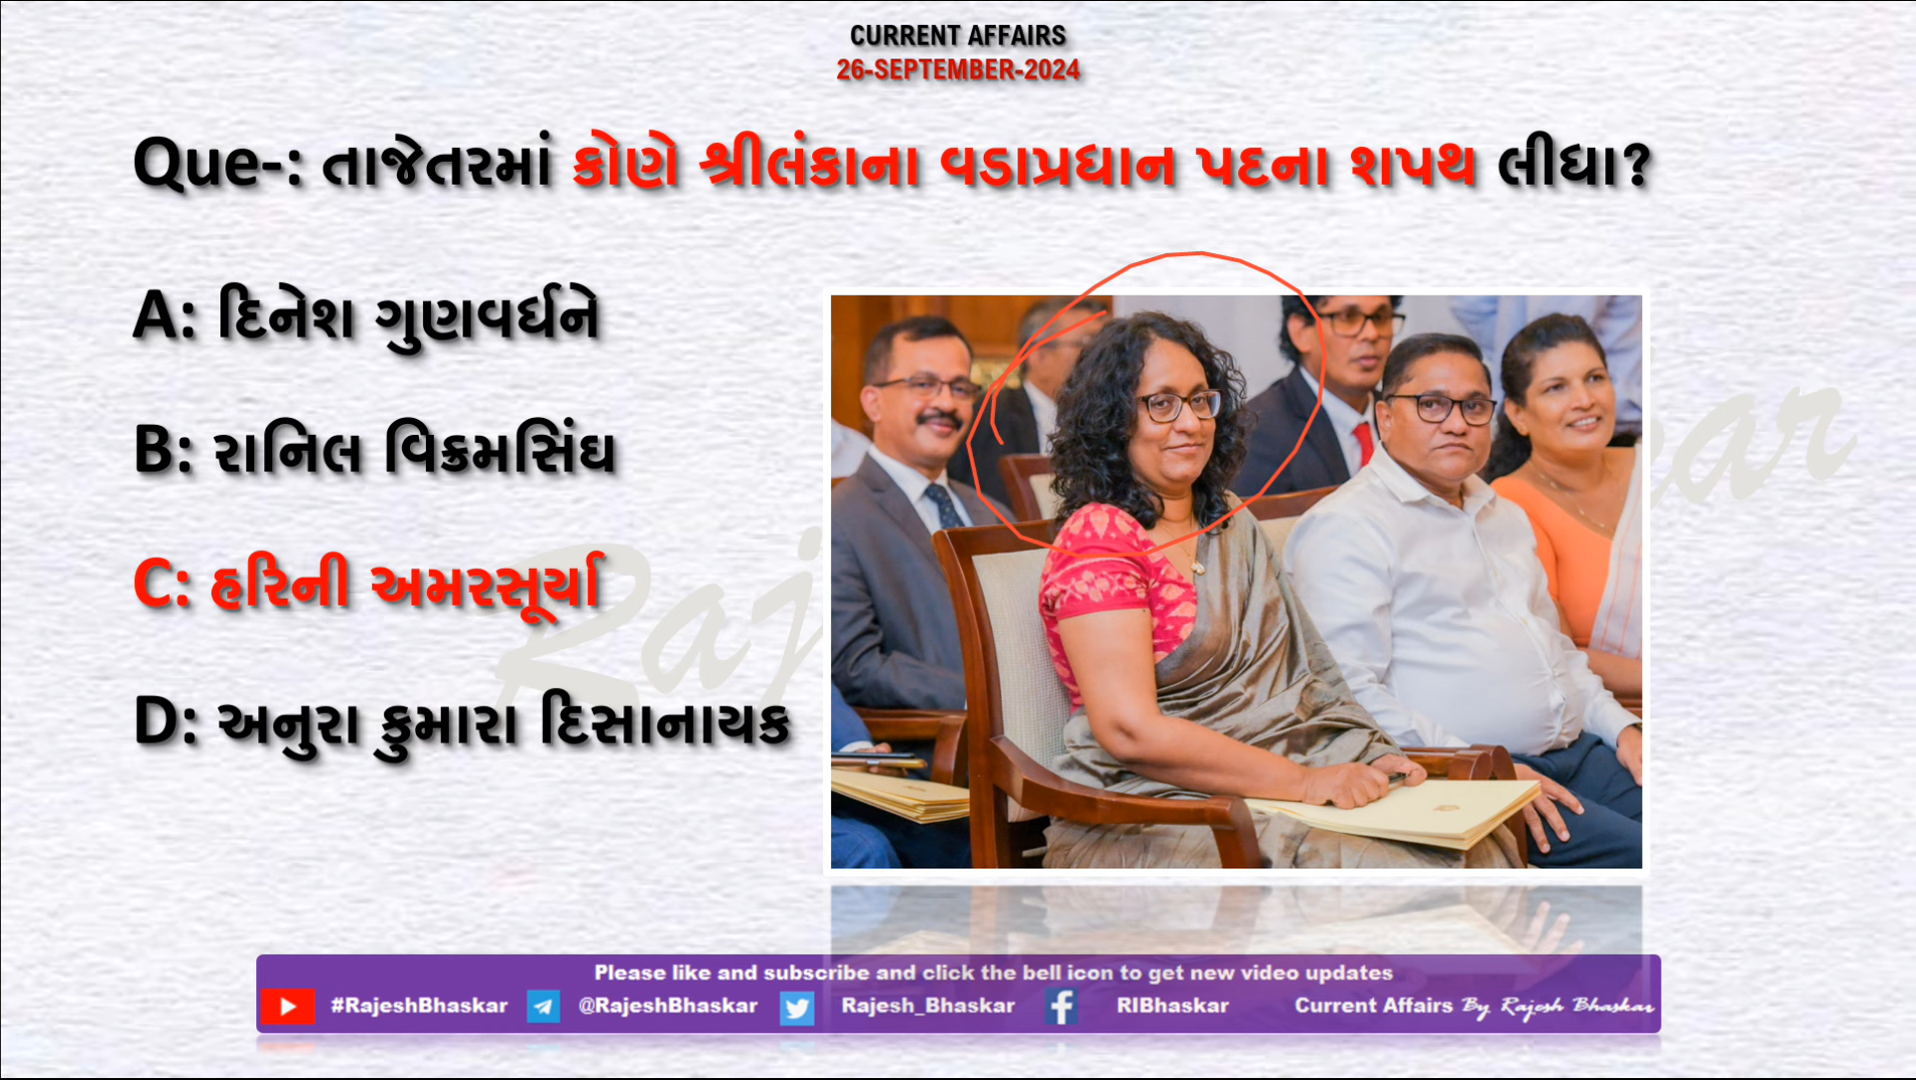 CURRENT AFFAIRS
26-SEPTEMBER-2024
Que-: તાજેતરમાં કોણે શ્રીલંકાના વડાપ્રધાન પદના શપથ લીધા?
A: દિનેશ ગુણવર્ધને
B: રાનિલ વિક્રમસિંઘ
C: હરિની અમરસૂર્યા
D: અનુરા કુમારા દિસાનાયક
Please like and subscribe and click the bell icon to get new video updates
#RajeshBhaskar @RajeshBhaskar Rajesh_Bhaskar RIBhaskar Current Affairs By Rajesh Bhaskar